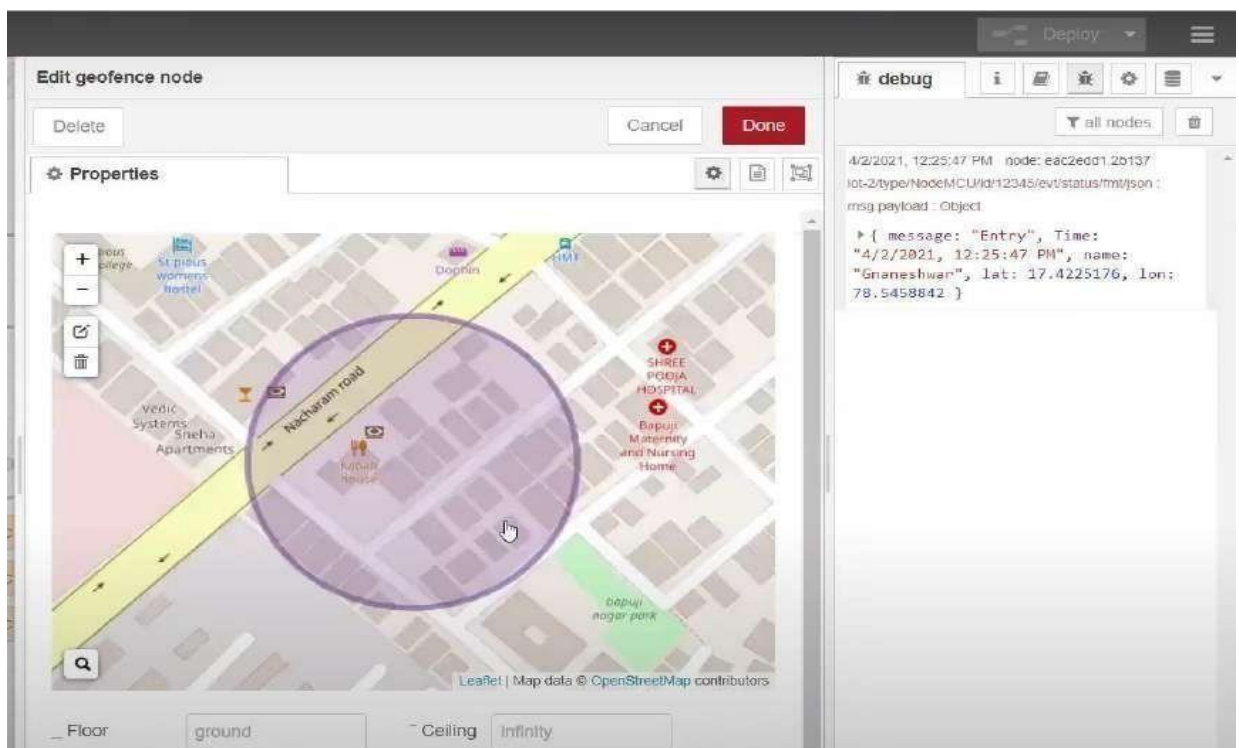 Deploy
Edit geofence node
debug
i
Delete
Cancel
Done
all nodes
Properties
4/2/2021, 12:25:47 PM node: eac2edd1.2b137
iot-2/type/NodeMCU/id/12345/evt/status/fmt/json :
msg.payload : Object
{ message: "Entry", Time:
"4/2/2021, 12:25:47 PM", name:
"Gnaneshwar", lat: 17.4225176, lon:
78.5458842 }
+
−
St pious
womens
hostel
Dophin
HMT
SHREE
POOJA
HOSPITAL
Nacharam road
Vedic
Systems
Sneha
Apartments
Kabab
house
Bapuji
Maternity
and Nursing
Home
bapuji
nagar park
Leaflet | Map data © OpenStreetMap contributors
Floor
ground
Ceiling
infinity